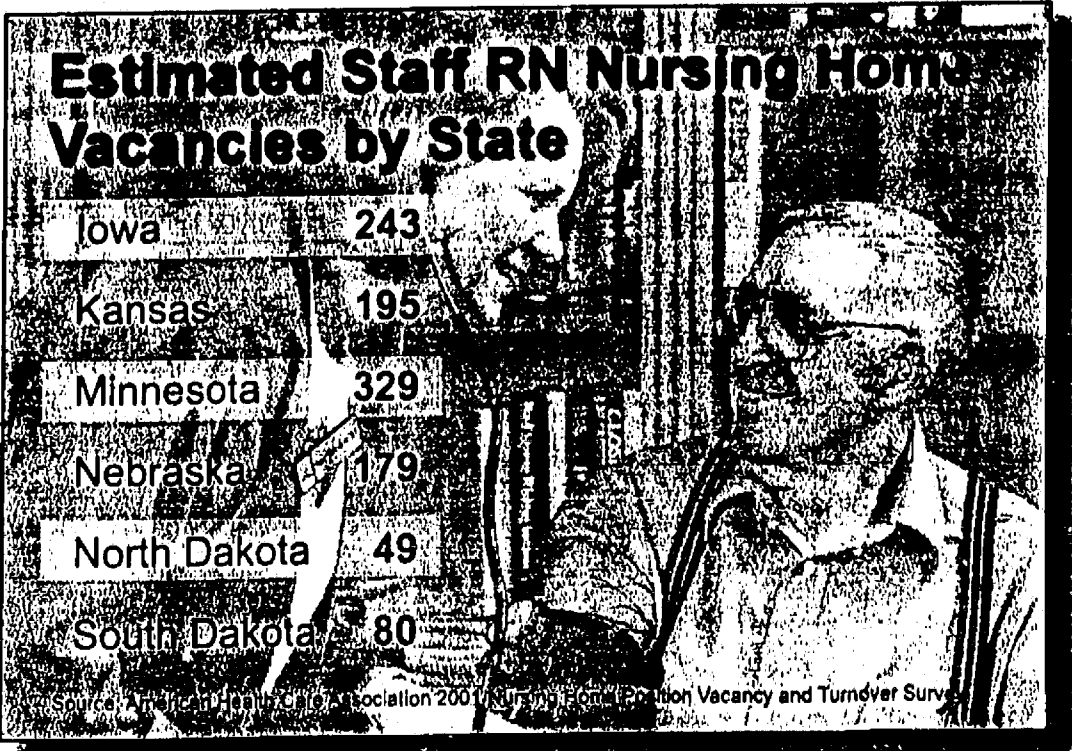 Estimated Staff RN Nursing Home
Vacancies by State
Iowa 243
Kansas 195
Minnesota 329
Nebraska 179
North Dakota 49
South Dakota 80
Source: American Health Care Association 2001 Nursing Home Position Vacancy and Turnover Survey